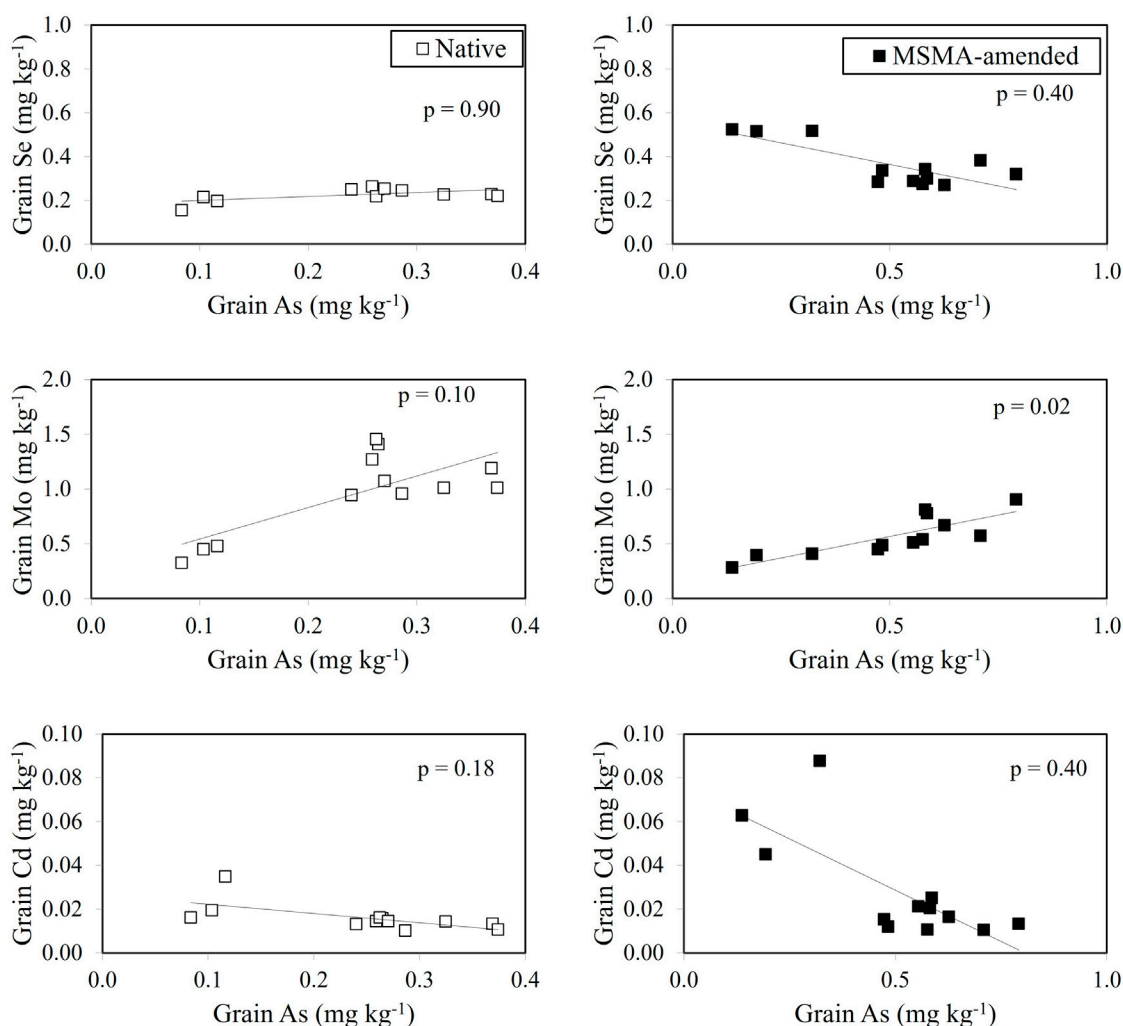 Native
p = 0.90
Grain Se (mg kg⁻¹)
1.0
0.8
0.6
0.4
0.2
0.0
0.0 0.1 0.2 0.3 0.4
Grain As (mg kg⁻¹)
MSMA-amended
p = 0.40
Grain Se (mg kg⁻¹)
1.0
0.8
0.6
0.4
0.2
0.0
0.0 0.5 1.0
Grain As (mg kg⁻¹)
p = 0.10
Grain Mo (mg kg⁻¹)
2.0
1.5
1.0
0.5
0.0
0.0 0.1 0.2 0.3 0.4
Grain As (mg kg⁻¹)
p = 0.02
Grain Mo (mg kg⁻¹)
2.0
1.5
1.0
0.5
0.0
0.0 0.5 1.0
Grain As (mg kg⁻¹)
p = 0.18
Grain Cd (mg kg⁻¹)
0.10
0.08
0.06
0.04
0.02
0.00
0.0 0.1 0.2 0.3 0.4
Grain As (mg kg⁻¹)
p = 0.40
Grain Cd (mg kg⁻¹)
0.10
0.08
0.06
0.04
0.02
0.00
0.0 0.5 1.0
Grain As (mg kg⁻¹)